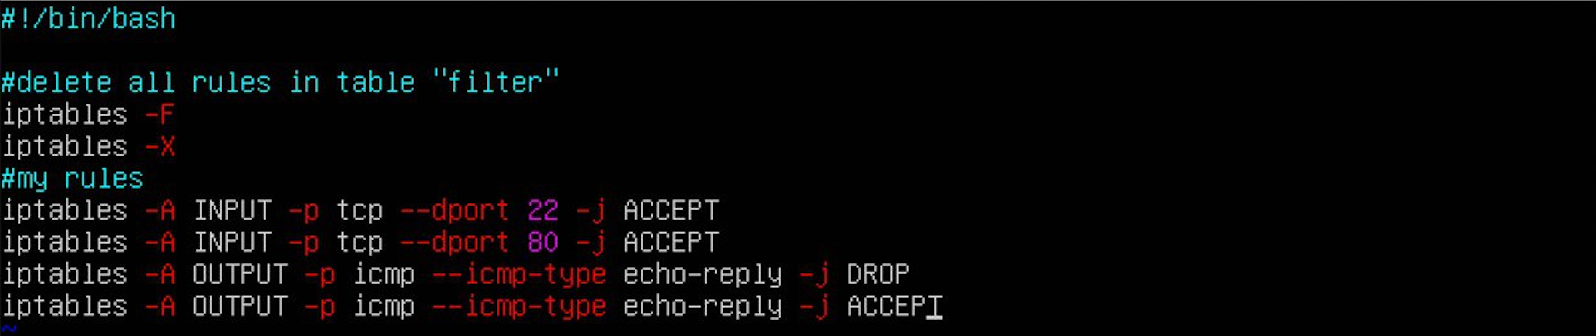 #!/bin/bash
#delete all rules in table "filter"
iptables -F
iptables -X
#my rules
iptables -A INPUT -p tcp --dport 22 -j ACCEPT
iptables -A INPUT -p tcp --dport 80 -j ACCEPT
iptables -A OUTPUT -p icmp --icmp-type echo-reply -j DROP
iptables -A OUTPUT -p icmp --icmp-type echo-reply -j ACCEPT
~